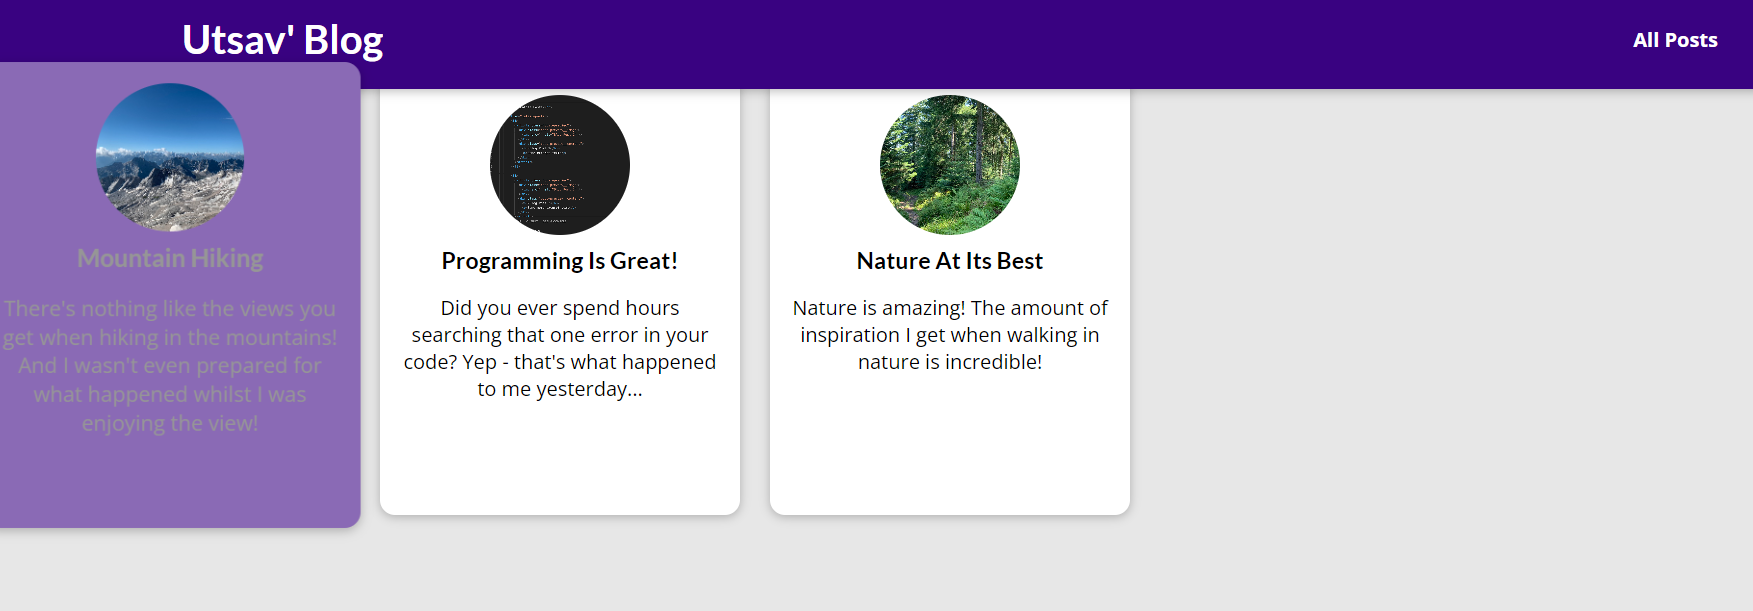 Utsav' Blog
All Posts
Mountain Hiking
There's nothing like the views you
get when hiking in the mountains!
And I wasn't even prepared for
what happened whilst I was
enjoying the view!
Programming Is Great!
Did you ever spend hours
searching that one error in your
code? Yep - that's what happened
to me yesterday...
Nature At Its Best
Nature is amazing! The amount of
inspiration I get when walking in
nature is incredible!